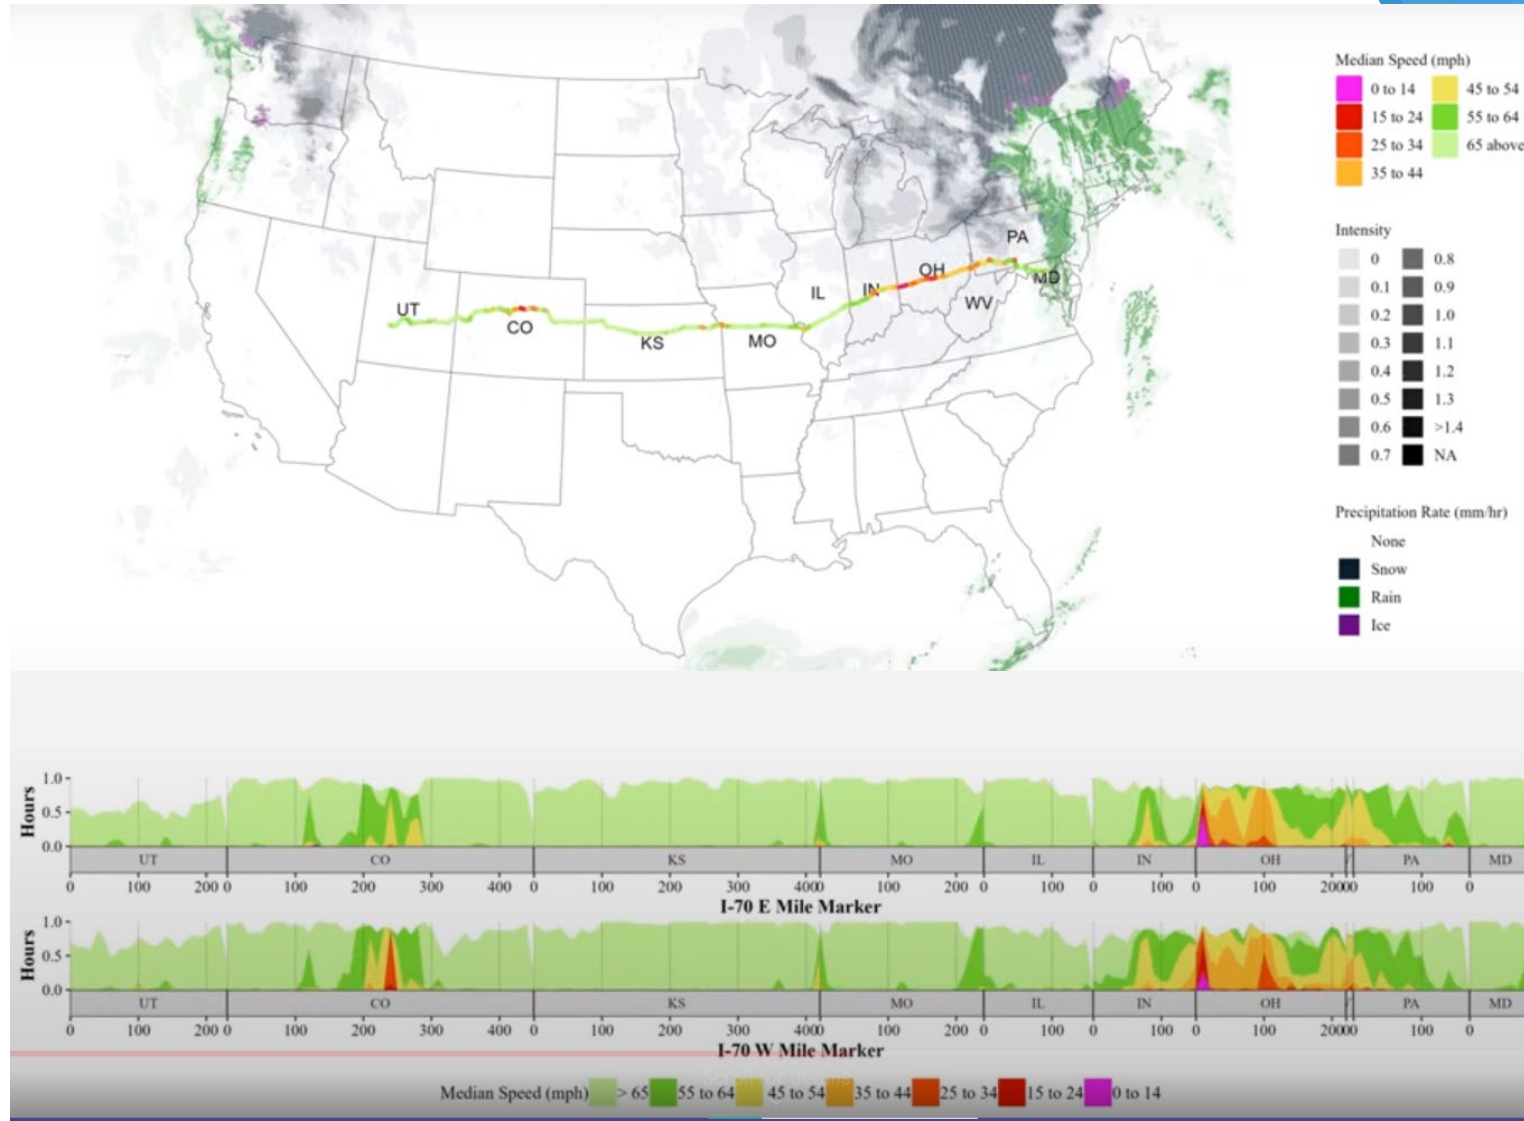 Median Speed (mph)
0 to 14 45 to 54
15 to 24 55 to 64
25 to 34 65 above
35 to 44
PA
OH
MD
IN
IL
WV
UT
CO
KS
MO
Intensity
0 0.8
0.1 0.9
0.2 1.0
0.3 1.1
0.4 1.2
0.5 1.3
0.6 >1.4
0.7 NA
Precipitation Rate (mm/hr)
None
Snow
Rain
Ice
Hours
1.0
0.5
0.0
UT CO KS MO IL IN OH PA MD
0 100 200 0 100 200 300 400 0 100 200 300 4000 100 200 0 100 0 100 0 100 20000 100 0
I-70 E Mile Marker
Hours
1.0
0.5
0.0
UT CO KS MO IL IN OH PA MD
0 100 200 0 100 200 300 400 0 100 200 300 4000 100 200 0 100 0 100 0 100 20000 100 0
I-70 W Mile Marker
Median Speed (mph) > 65 55 to 64 45 to 54 35 to 44 25 to 34 15 to 24 0 to 14